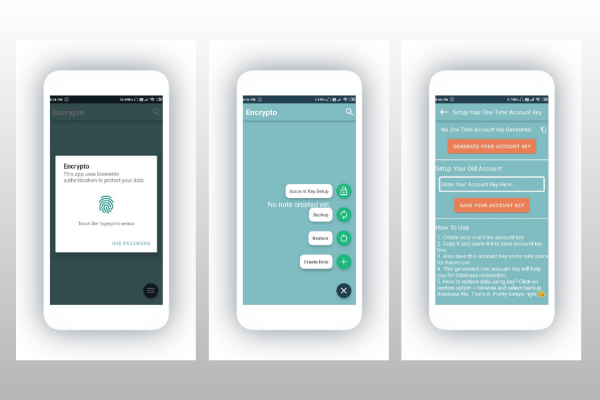 Encrypto
Encrypto
This app uses Biometric
authentication to protect your data.
Touch the fingerprint sensor
USE PASSWORD
Encrypto
Account Key Setup
No note created yet.
Backup
Restore
Create Note
Setup Your One Time Account Key
No One Time Account Key Generated
GENERATE YOUR ACCOUNT KEY
Setup Your Old Account
Enter Your Account Key Here...
SAVE YOUR ACCOUNT KEY
How To Use
1. Create your one time account key
2. Copy it and paste it into save account key
box.
3. Also save this account key some safe place
for future use.
4. This generated one account key will help
you for database restoration.
5. How to restore data using key? Click on
restore option -> browse and select backup
database file. That's it. Pretty simple right